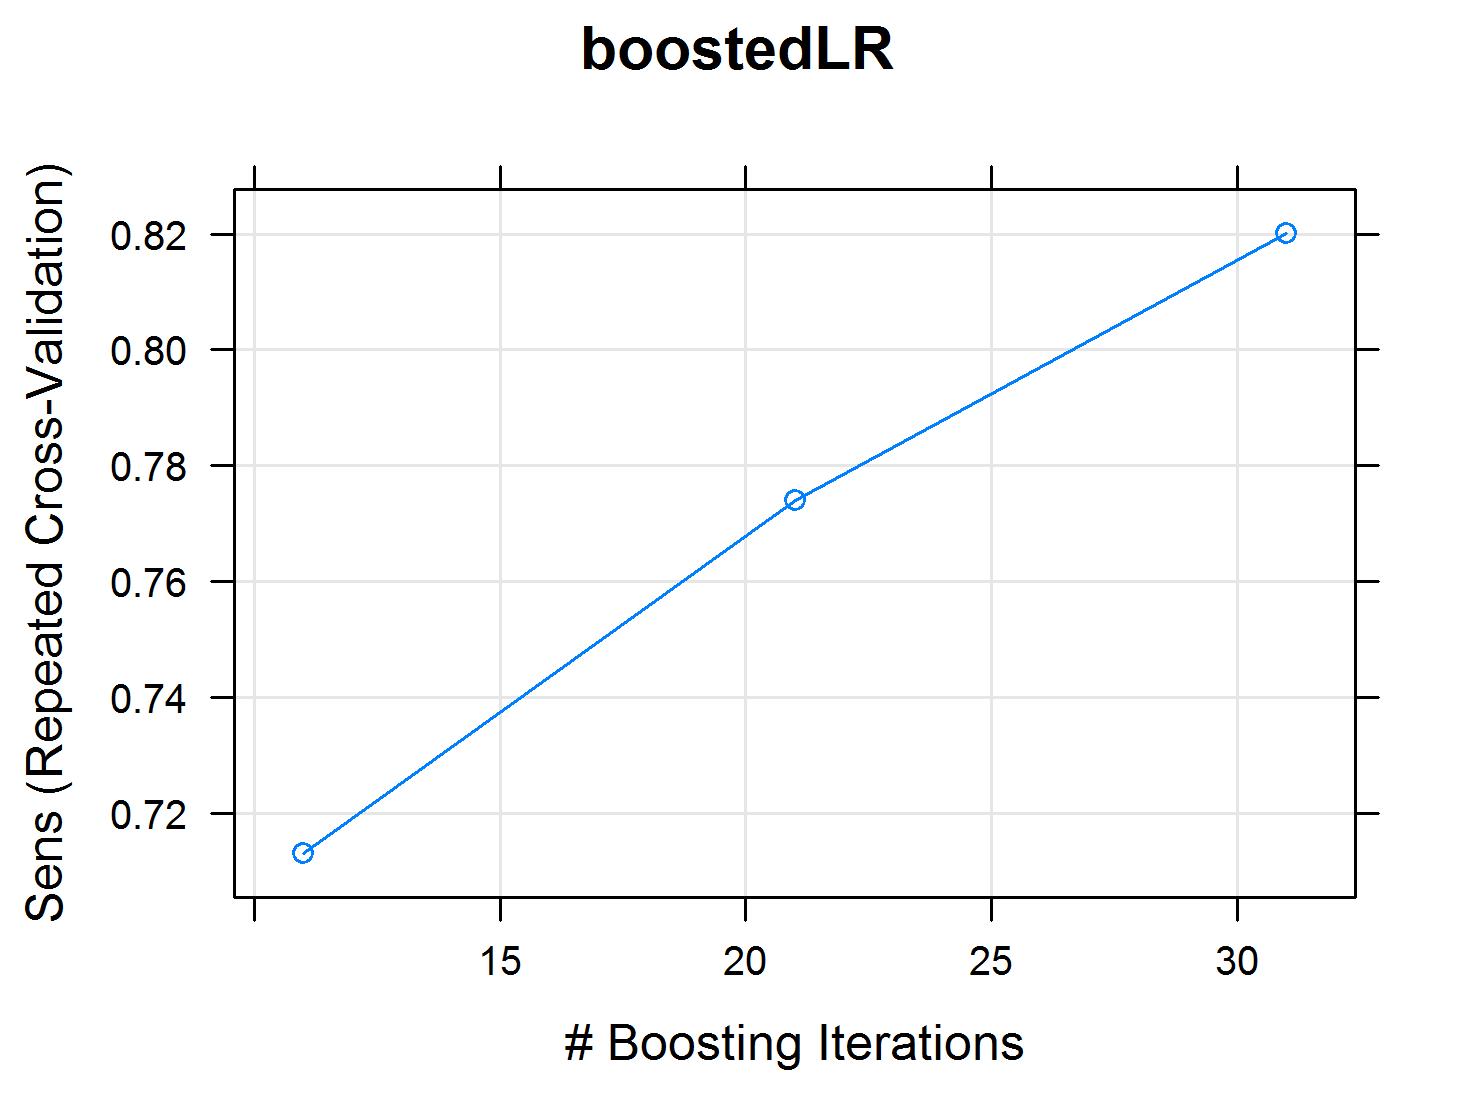 boostedLR
Sens (Repeated Cross-Validation)
0.82
0.80
0.78
0.76
0.74
0.72
15 20 25 30
# Boosting Iterations